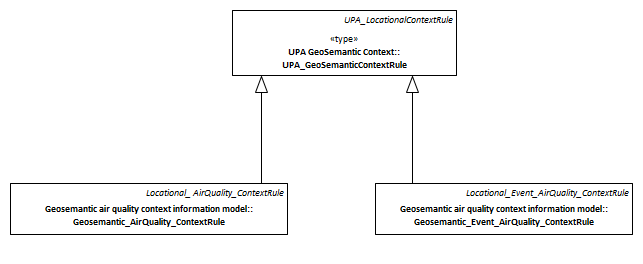 UPA_LocationalContextRule
«type»
UPA GeoSemantic Context::
UPA_GeoSemanticContextRule
Locational_ AirQuality_ContextRule
Geosemantic air quality context information model::
Geosemantic_AirQuality_ContextRule
Locational_Event_AirQuality_ContextRule
Geosemantic air quality context information model::
Geosemantic_Event_AirQuality_ContextRule